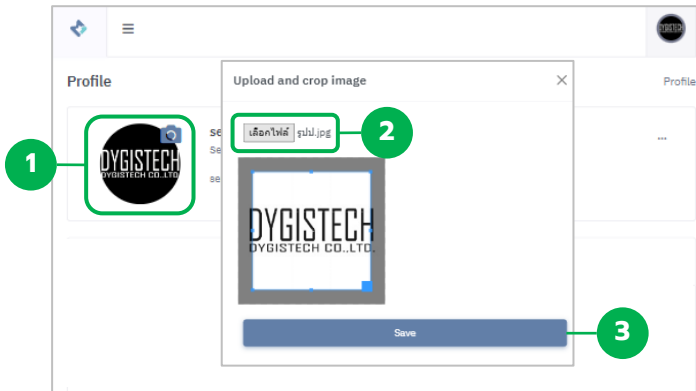 DYGISTECH
Profile
Upload and crop image
Profile
เลือกไฟล์ รูปป.jpg
2
se
Se
se
...
1
DYGISTECH
DYGISTECH CO.,LTD.
DYGISTECH
DYGISTECH CO.,LTD.
Save
3